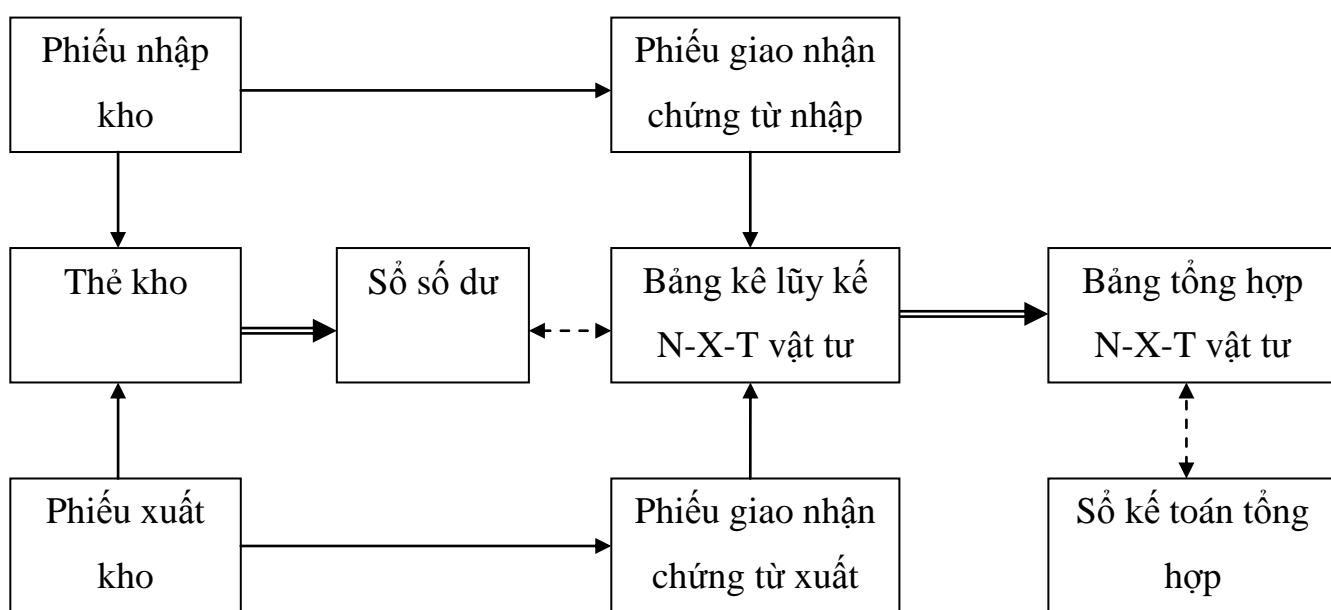 Phiếu nhập
kho
Phiếu giao nhận
chứng từ nhập
Thẻ kho
Sổ số dư
Bảng kê lũy kế
N-X-T vật tư
Bảng tổng hợp
N-X-T vật tư
Phiếu xuất
kho
Phiếu giao nhận
chứng từ xuất
Sổ kế toán tổng
hợp